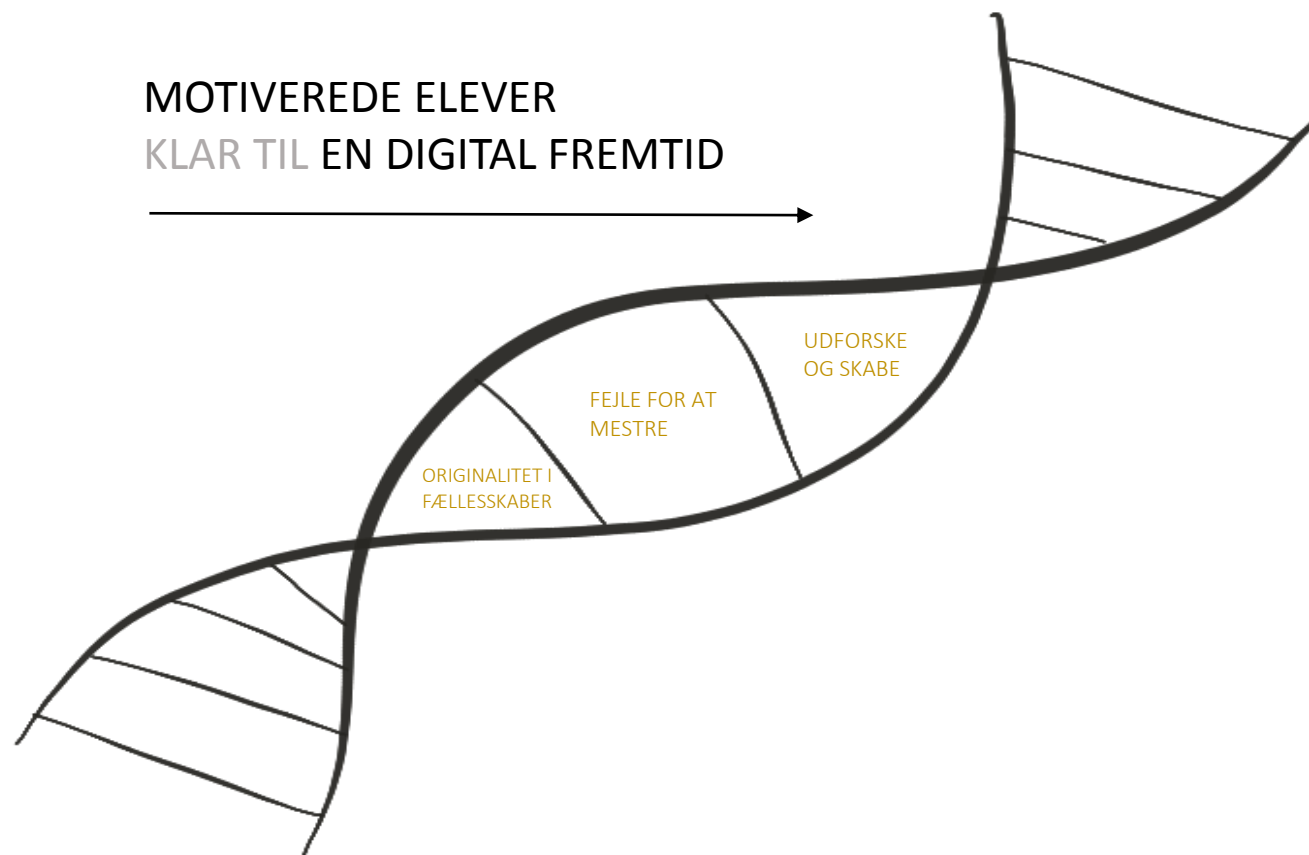 MOTIVEREDE ELEVER
KLAR TIL EN DIGITAL FREMTID
UDFORSKE
OG SKABE
FEJLE FOR AT
MESTRE
ORIGINALITET I
FÆLLESSKABER